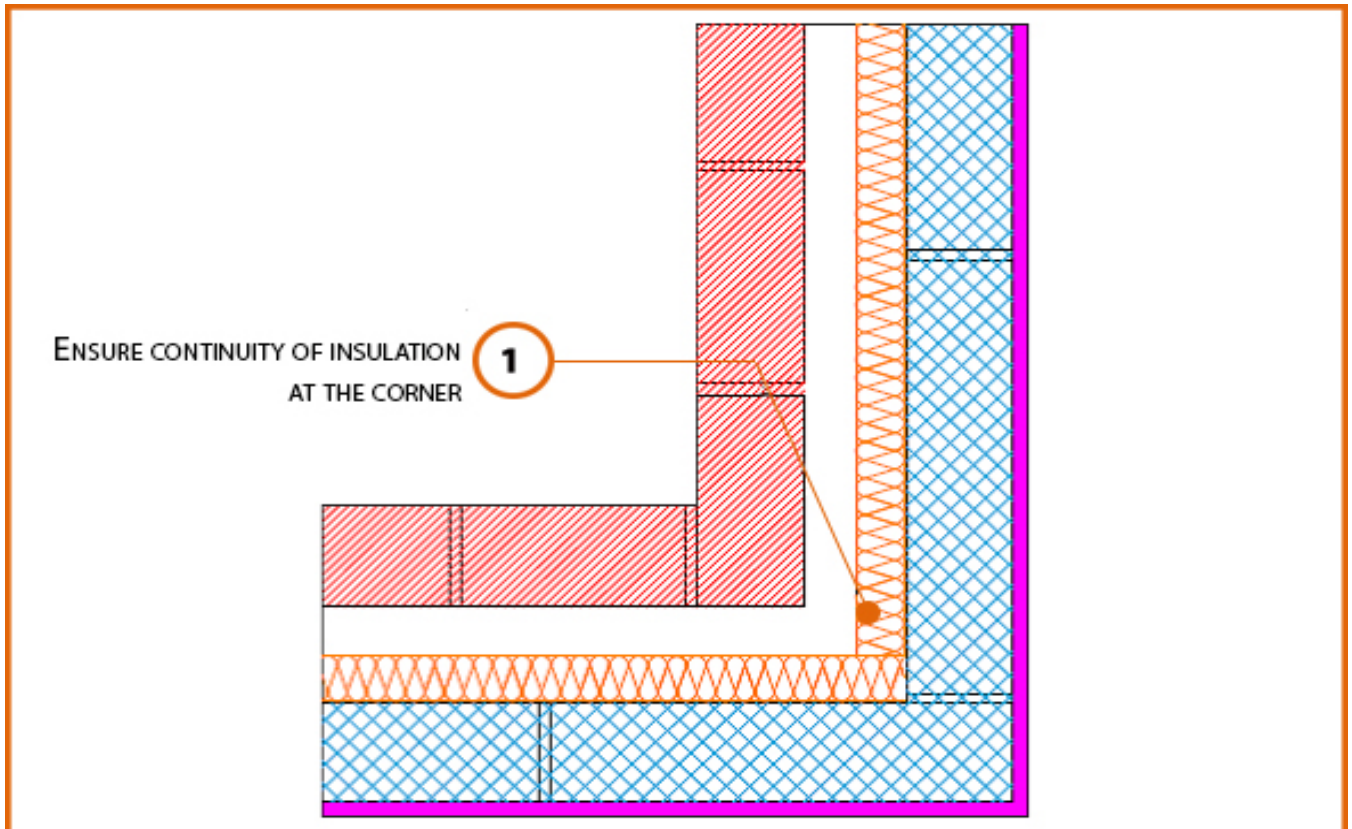 ENSURE CONTINUITY OF INSULATION
AT THE CORNER
1